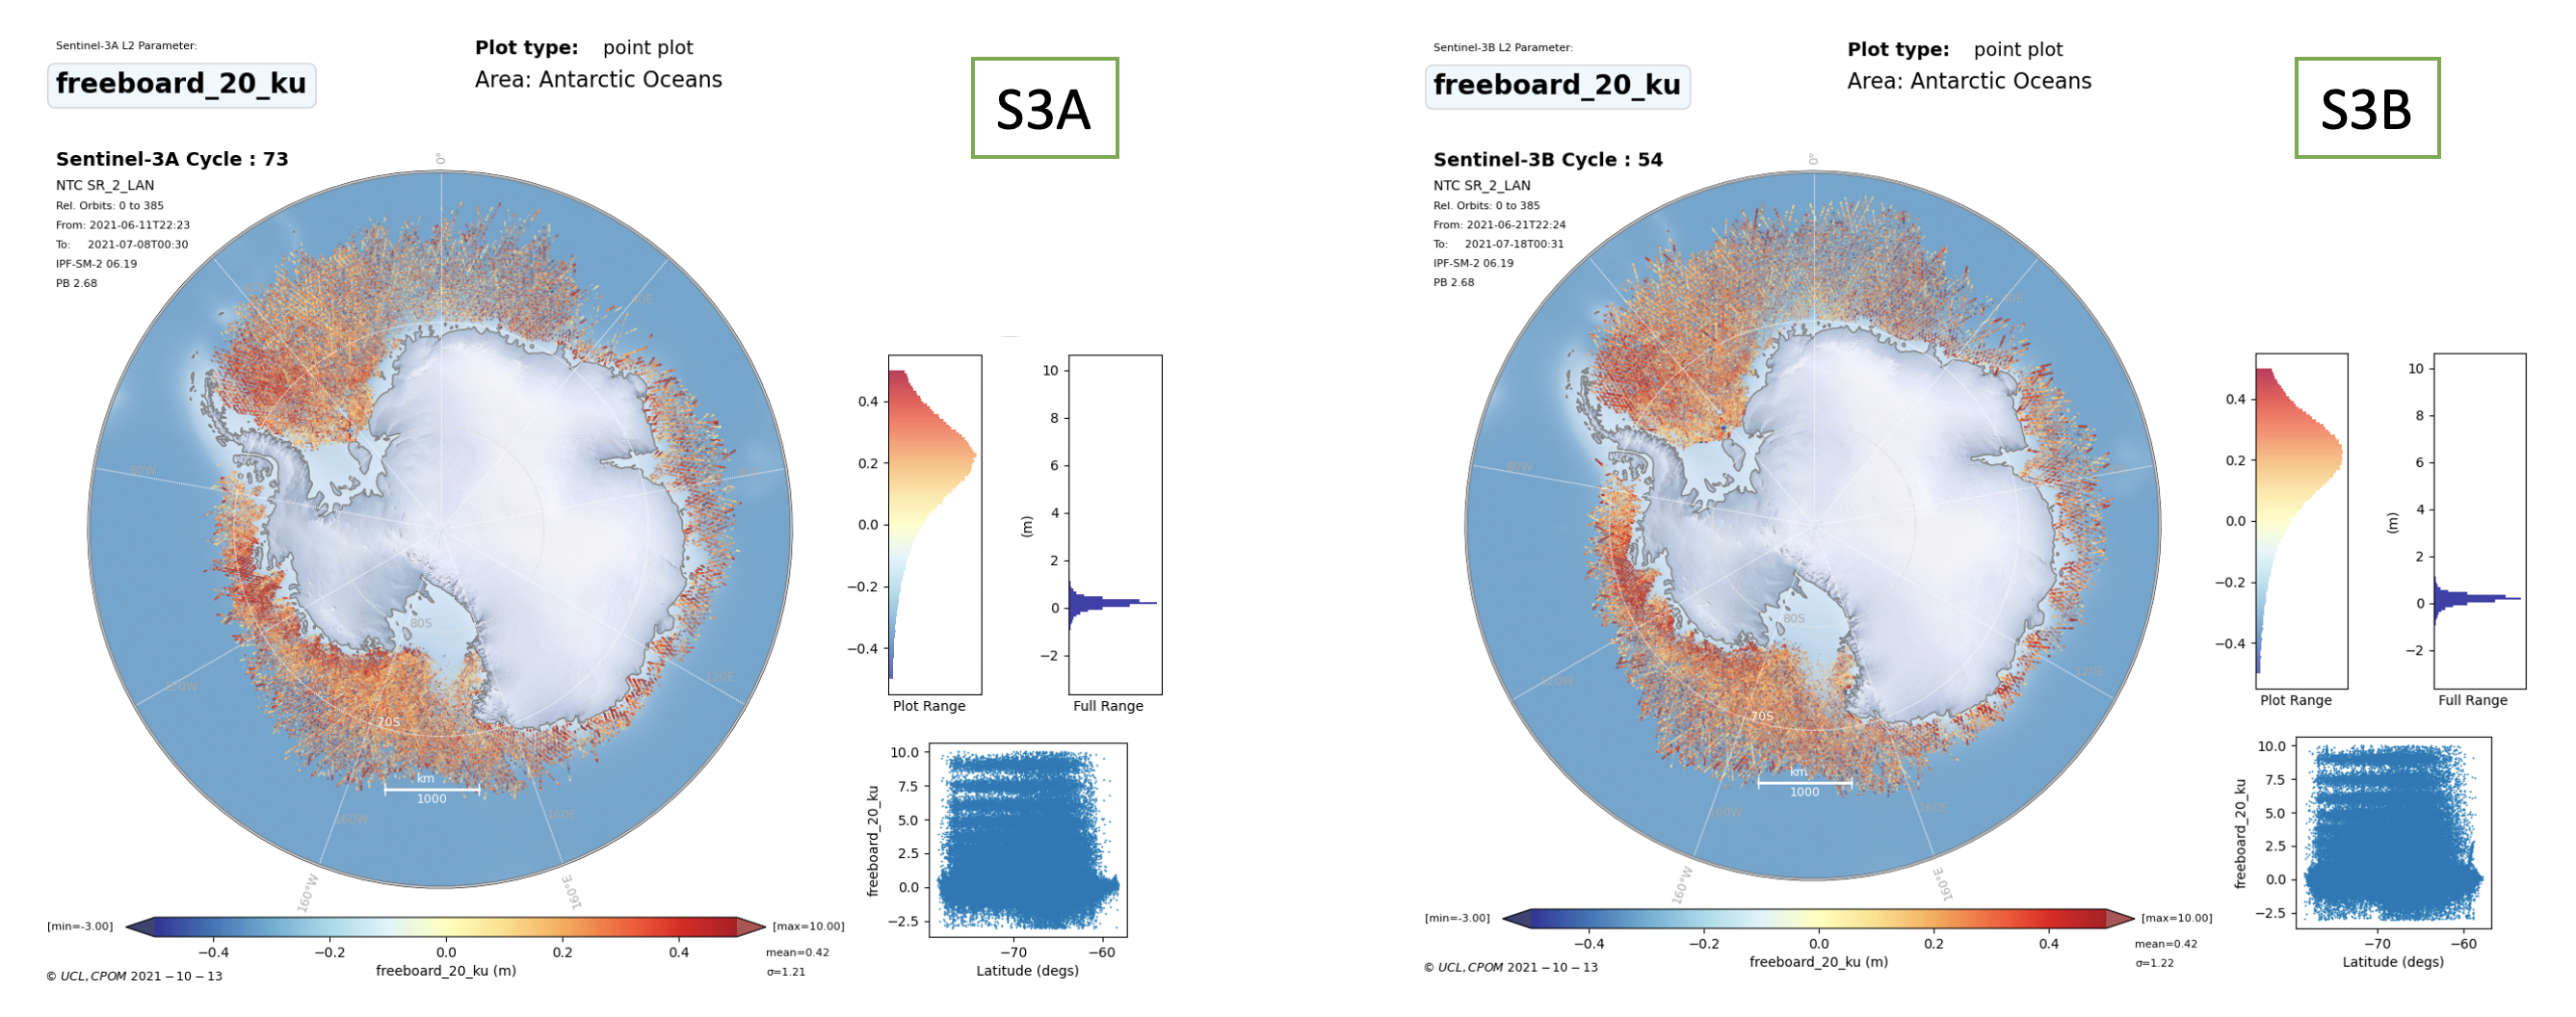 Sentinel-3A L2 Parameter:
freeboard_20_ku
Plot type: point plot
Area: Antarctic Oceans
S3A
Sentinel-3A Cycle : 73
NTC SR_2_LAN
Rel. Orbits: 0 to 385
From: 2021-06-11T22:23
To: 2021-07-08T00:30
IPF-SM-2 06.19
PB 2.68
0°
40E
80W
120E
120W
80S
70S
km
1000
160W
160E
160°W
160°E
0.4
0.2
0.0
−0.2
−0.4
Plot Range
10
8
6
4
2
0
−2
(m)
Full Range
10.0
7.5
5.0
2.5
0.0
−2.5
freeboard_20_ku
−70
−60
Latitude (degs)
[min=-3.00]
[max=10.00]
−0.4
−0.2
0.0
0.2
0.4
mean=0.42
freeboard_20_ku (m)
σ=1.21
© UCL, CPOM 2021 − 10 − 13
Sentinel-3B L2 Parameter:
freeboard_20_ku
Plot type: point plot
Area: Antarctic Oceans
S3B
Sentinel-3B Cycle : 54
NTC SR_2_LAN
Rel. Orbits: 0 to 385
From: 2021-06-21T22:24
To: 2021-07-18T00:31
IPF-SM-2 06.19
PB 2.68
0°
40E
80W
120E
120W
80S
70S
km
1000
160W
160E
160°W
160°E
0.4
0.2
0.0
−0.2
−0.4
Plot Range
10
8
6
4
2
0
−2
(m)
Full Range
10.0
7.5
5.0
2.5
0.0
−2.5
freeboard_20_ku
−70
−60
Latitude (degs)
[min=-3.00]
[max=10.00]
−0.4
−0.2
0.0
0.2
0.4
mean=0.42
freeboard_20_ku (m)
σ=1.22
© UCL, CPOM 2021 − 10 − 13